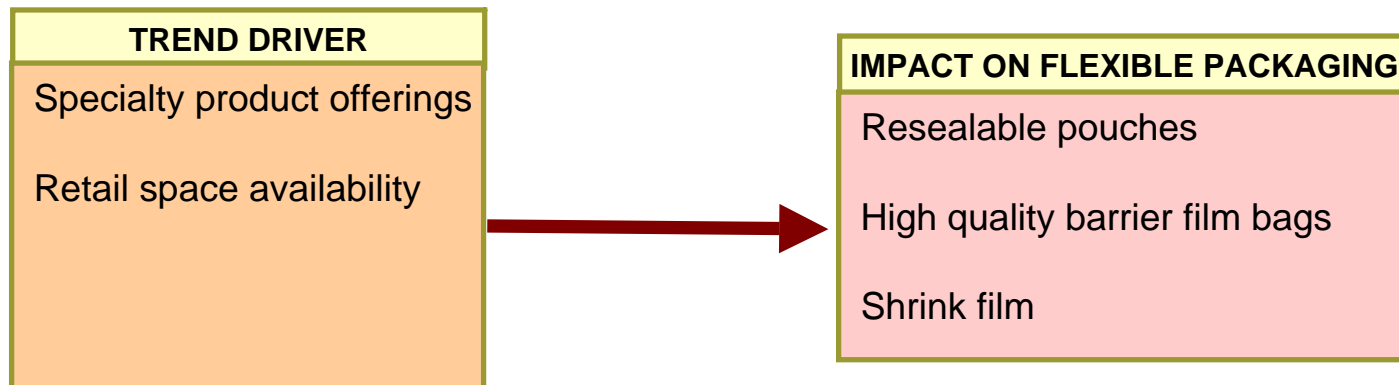 TREND DRIVER
Specialty product offerings
Retail space availability
IMPACT ON FLEXIBLE PACKAGING
Resealable pouches
High quality barrier film bags
Shrink film